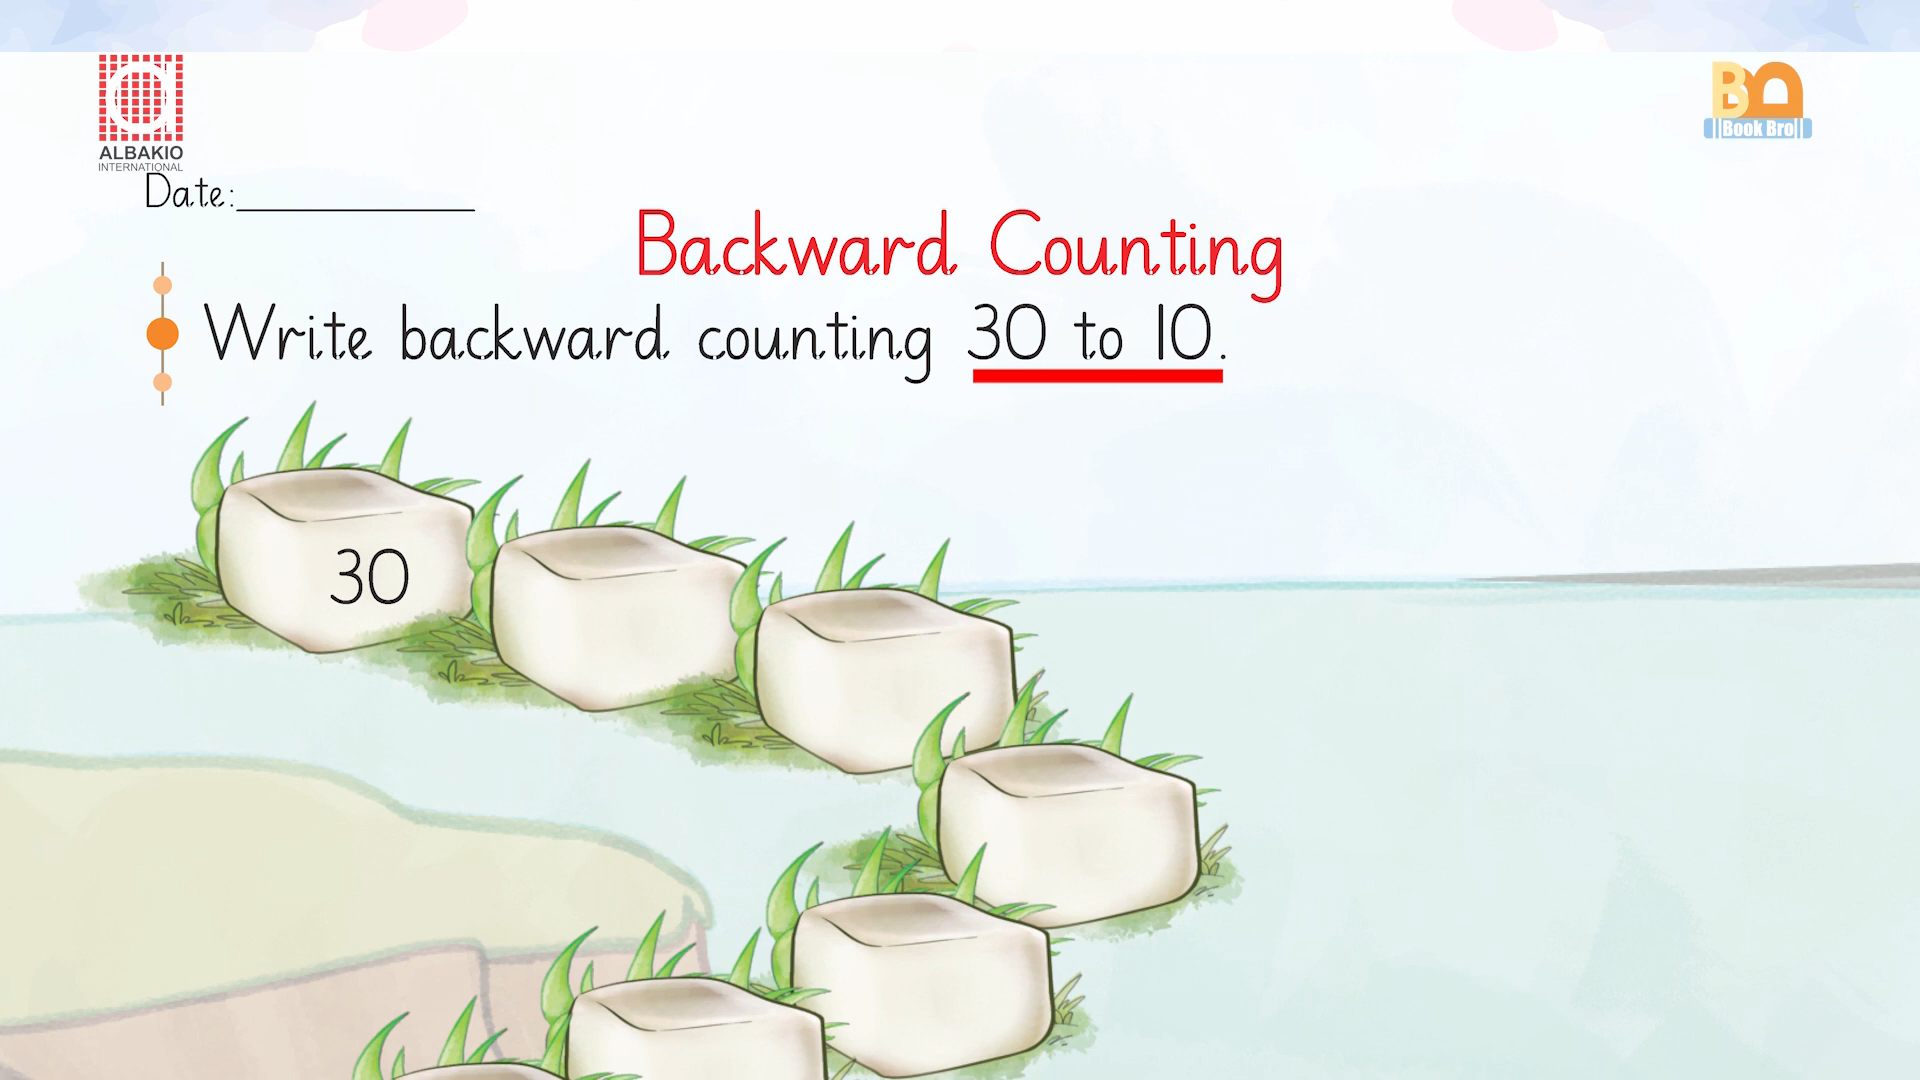 ALBAKIO
INTERNATIONAL
Book Bro
Date:
Backward Counting
Write backward counting 30 to 10.
30